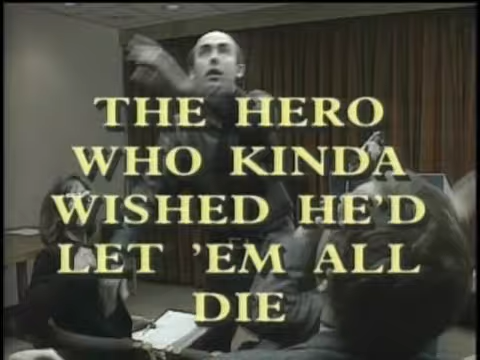 THE HERO
WHO KINDA
WISHED HE'D
LET 'EM ALL
DIE